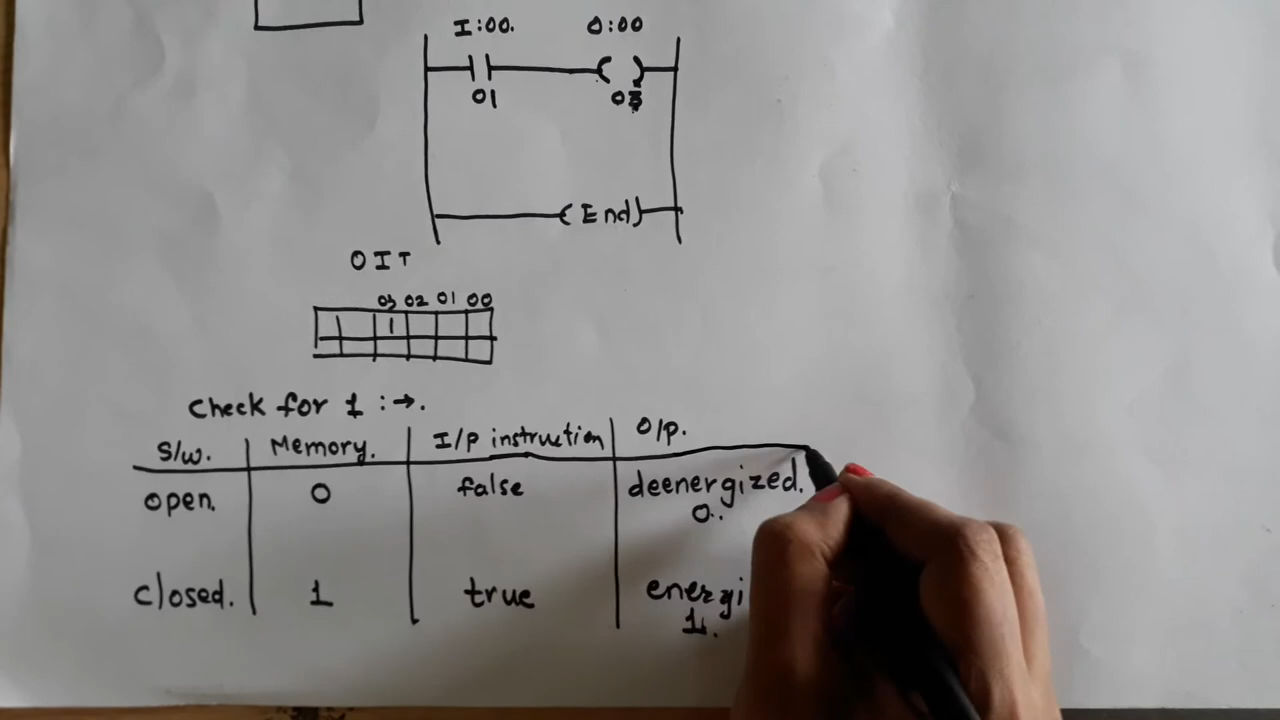 I:00. O:00
01 03
(End)
OIT
03 02 01 00
1
Check for 1 :→.
S/w. Memory. I/p instruction O/p.
open. 0 false deenergized.
0..
closed. 1 true energi
1.